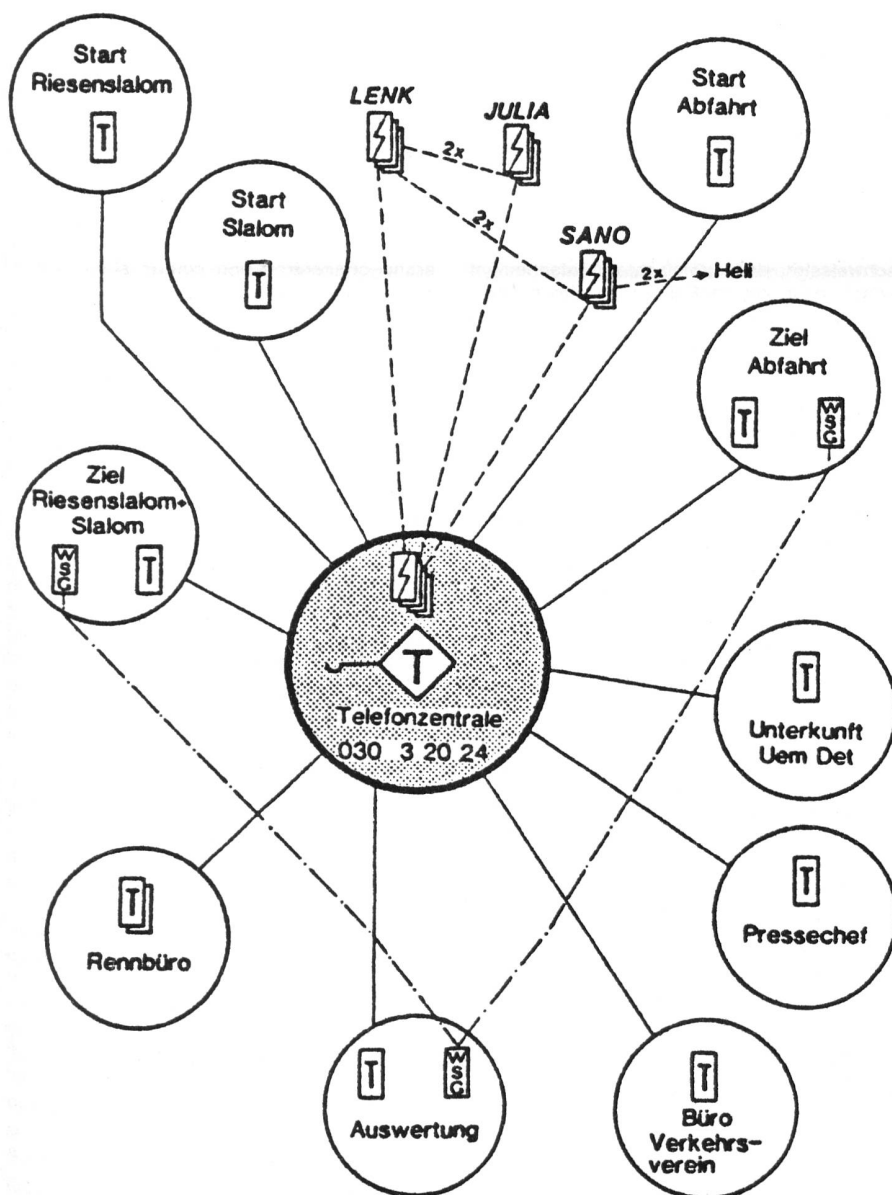 Start
Riesenslalom
T
LENK
JULIA
2x
2x
SANO
2x
Heli
Start
Abfahrt
T
Start
Slalom
T
Ziel
Abfahrt
T
WSG
Ziel
Riesenslalom+
Slalom
WSG
T
T
Telefonzentrale
030 3 20 24
T
Unterkunft
Uem Det
T
Rennbüro
T
Pressechef
T
WSG
Auswertung
T
Büro
Verkehrs-
verein